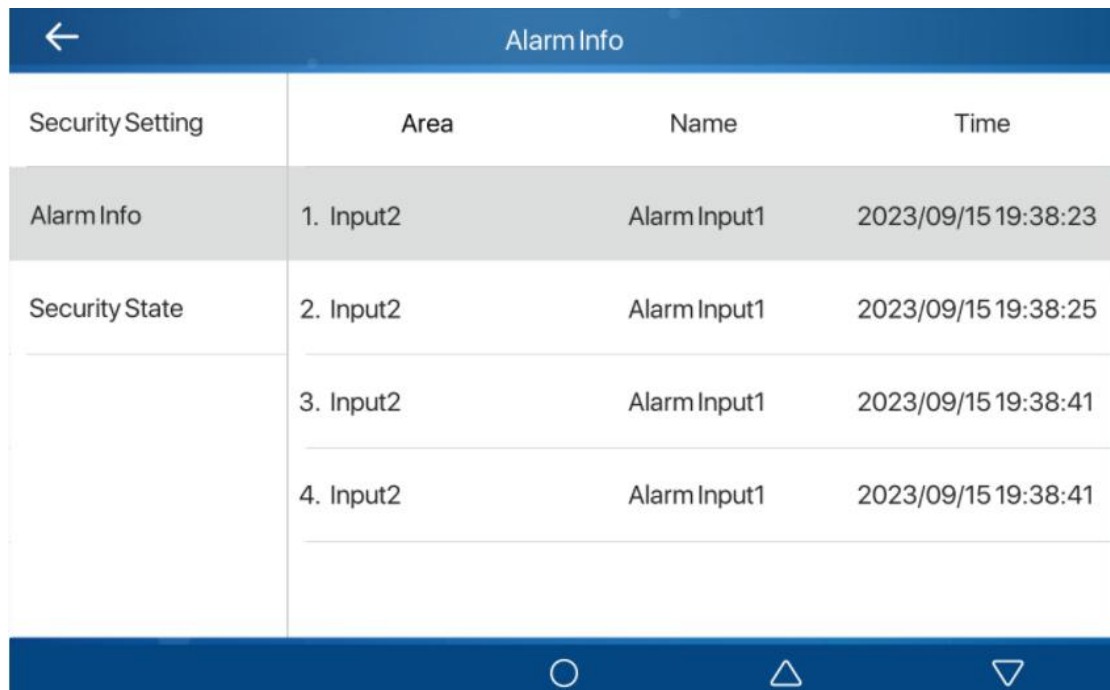 Alarm Info
Security Setting
Area Name Time
Alarm Info
1. Input2 Alarm Input1 2023/09/15 19:38:23
Security State
2. Input2 Alarm Input1 2023/09/15 19:38:25
3. Input2 Alarm Input1 2023/09/15 19:38:41
4. Input2 Alarm Input1 2023/09/15 19:38:41